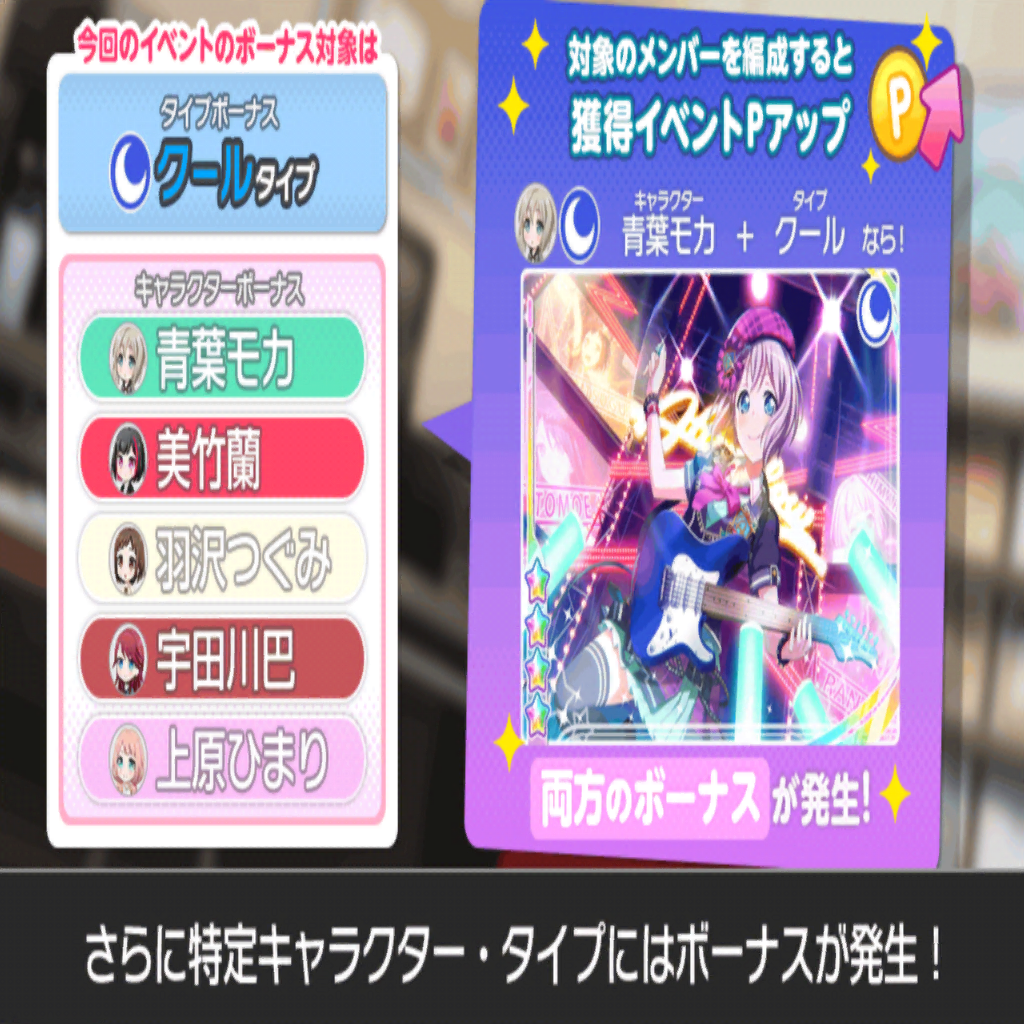 今回のイベントのボーナス対象は
タイプボーナス
クールタイプ
キャラクターボーナス
青葉モカ
美竹蘭
羽沢つぐみ
宇田川巴
上原ひまり
対象のメンバーを編成すると
獲得イベントPアップ
P
キャラクター タイプ
青葉モカ + クール なら!
TOMOE
RAN
両方のボーナスが発生!
さらに特定キャラクター・タイプにはボーナスが発生!